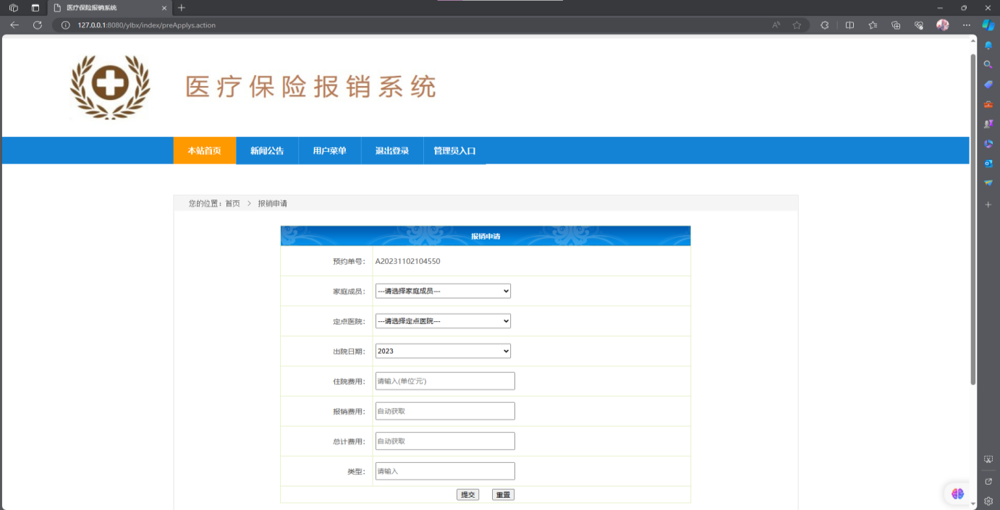 医疗保险报销系统
127.0.0.1:8080/ylbx/index/preApplys.action
医疗保险报销系统
本站首页 新闻公告 用户菜单 退出登录 管理员入口
您的位置：首页 > 报销申请
报销申请
预约单号： A20231102104550
家庭成员： ---请选择家庭成员---
定点医院： ---请选择定点医院---
出院日期： 2023
住院费用： 请输入(单位'元')
报销费用： 自动获取
总计费用： 自动获取
类型： 请输入
提交 重置